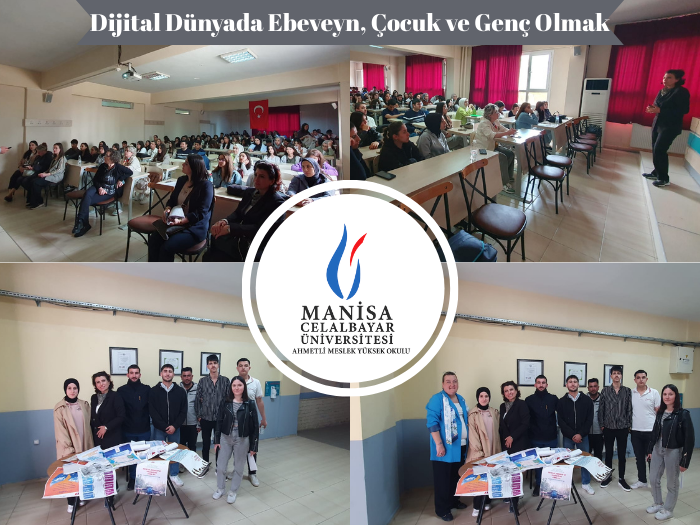 Dijital Dünyada Ebeveyn, Çocuk ve Genç Olmak
MANİSA
CELALBAYAR
ÜNİVERSİTESİ
AHMETLİ MESLEK YÜKSEK OKULU